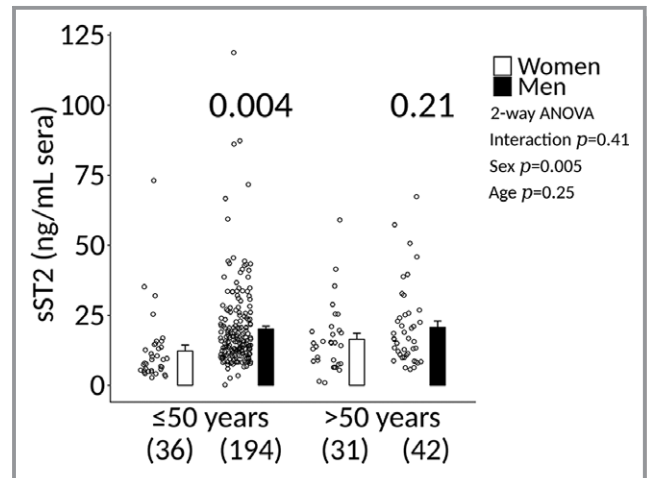 125
100
75
50
25
0
sST2 (ng/mL sera)
0.004 0.21
Women
Men
2-way ANOVA
Interaction p=0.41
Sex p=0.005
Age p=0.25
≤50 years >50 years
(36) (194) (31) (42)